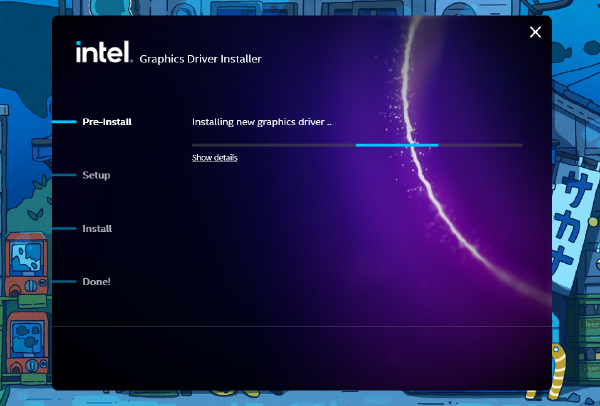 intel. Graphics Driver Installer
Pre-Install
Installing new graphics driver ..
Show details
Setup
Install
Done!
サカナ